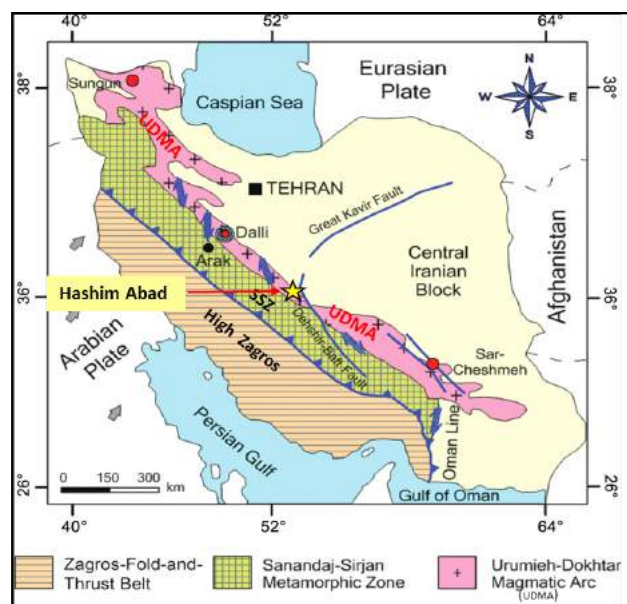 40°
52°
64°
38°
38°
Sungun
Caspian Sea
Eurasian
Plate
N
W
E
S
UDMA
TEHRAN
Great Kavir Fault
Dalli
Arak
Central
Iranian
Block
Afghanistan
Hashim Abad
36°
36°
SSZ
UDMA
Dehshir-Baft Fault
High Zagros
Arabian
Plate
Sar-
Cheshmeh
Persian Gulf
Oman Line
26°
26°
0 150 300
km
Gulf of Oman
40°
52°
64°
Zagros-Fold-and-
Thrust Belt
Sanandaj-Sirjan
Metamorphic Zone
Urumieh-Dokhtar
Magmatic Arc
(UDMA)